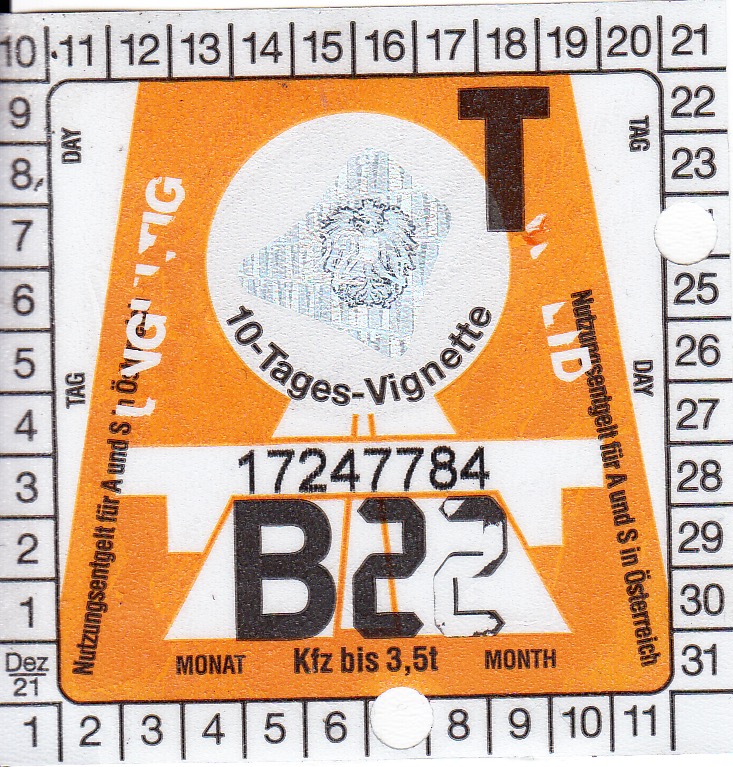 10 11 12 13 14 15 16 17 18 19 20 21
9
8
7
6
5
4
3
2
1
Dez
21
22
23
25
26
27
28
29
30
31
DAY
TAG
TAG
DAY
T
10-Tages-Vignette
Nutzungsentgelt für A und S in
Nutzungsentgelt für A und S in Österreich
17247784
B22
MONAT Kfz bis 3,5t MONTH
1 2 3 4 5 6 8 9 10 11